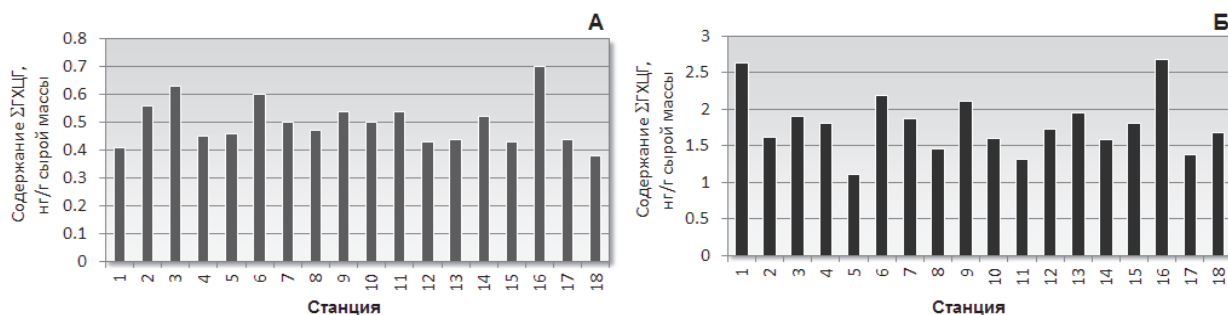 А
Содержание ΣГХЦГ,
нг/г сырой массы
0.8
0.7
0.6
0.5
0.4
0.3
0.2
0.1
0
1 2 3 4 5 6 7 8 9 10 11 12 13 14 15 16 17 18
Станция
Б
Содержание ΣГХЦГ,
нг/г сырой массы
3
2.5
2
1.5
1
0.5
0
1 2 3 4 5 6 7 8 9 10 11 12 13 14 15 16 17 18
Станция